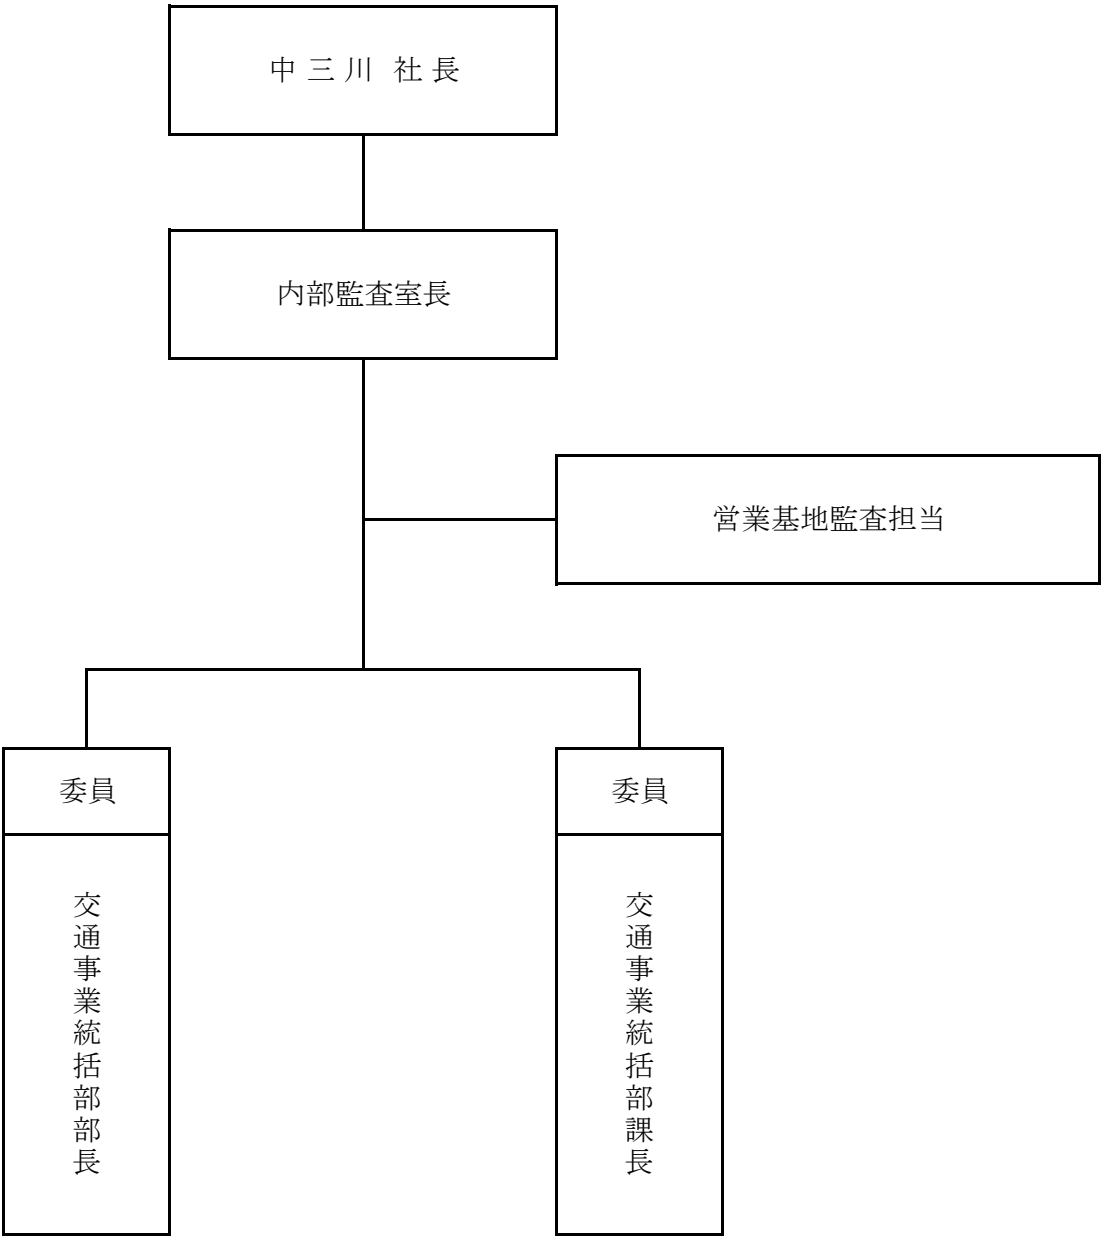 中三川 社長
内部監査室長
営業基地監査担当
委員
委員
交通事業統括部部長
交通事業統括部課長